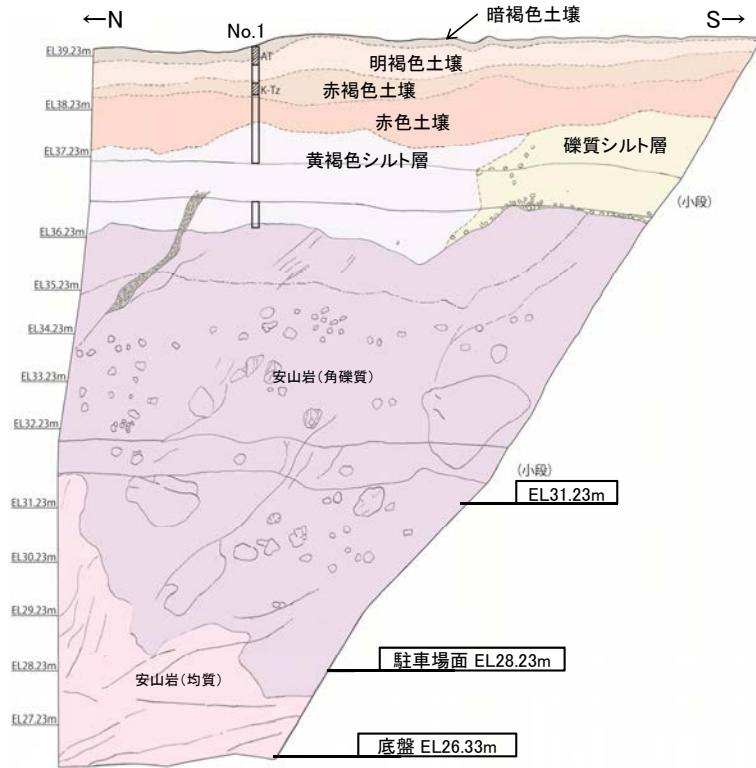 ←N
S→
暗褐色土壌
No.1
EL39.23m
AT
明褐色土壌
K-Tz
赤褐色土壌
EL38.23m
赤色土壌
EL37.23m
黄褐色シルト層
礫質シルト層
(小段)
EL36.23m
EL35.23m
EL34.23m
EL33.23m
安山岩(角礫質)
EL32.23m
(小段)
EL31.23m
EL31.23m
EL30.23m
EL29.23m
EL28.23m
駐車場面 EL28.23m
安山岩(均質)
EL27.23m
底盤 EL26.33m